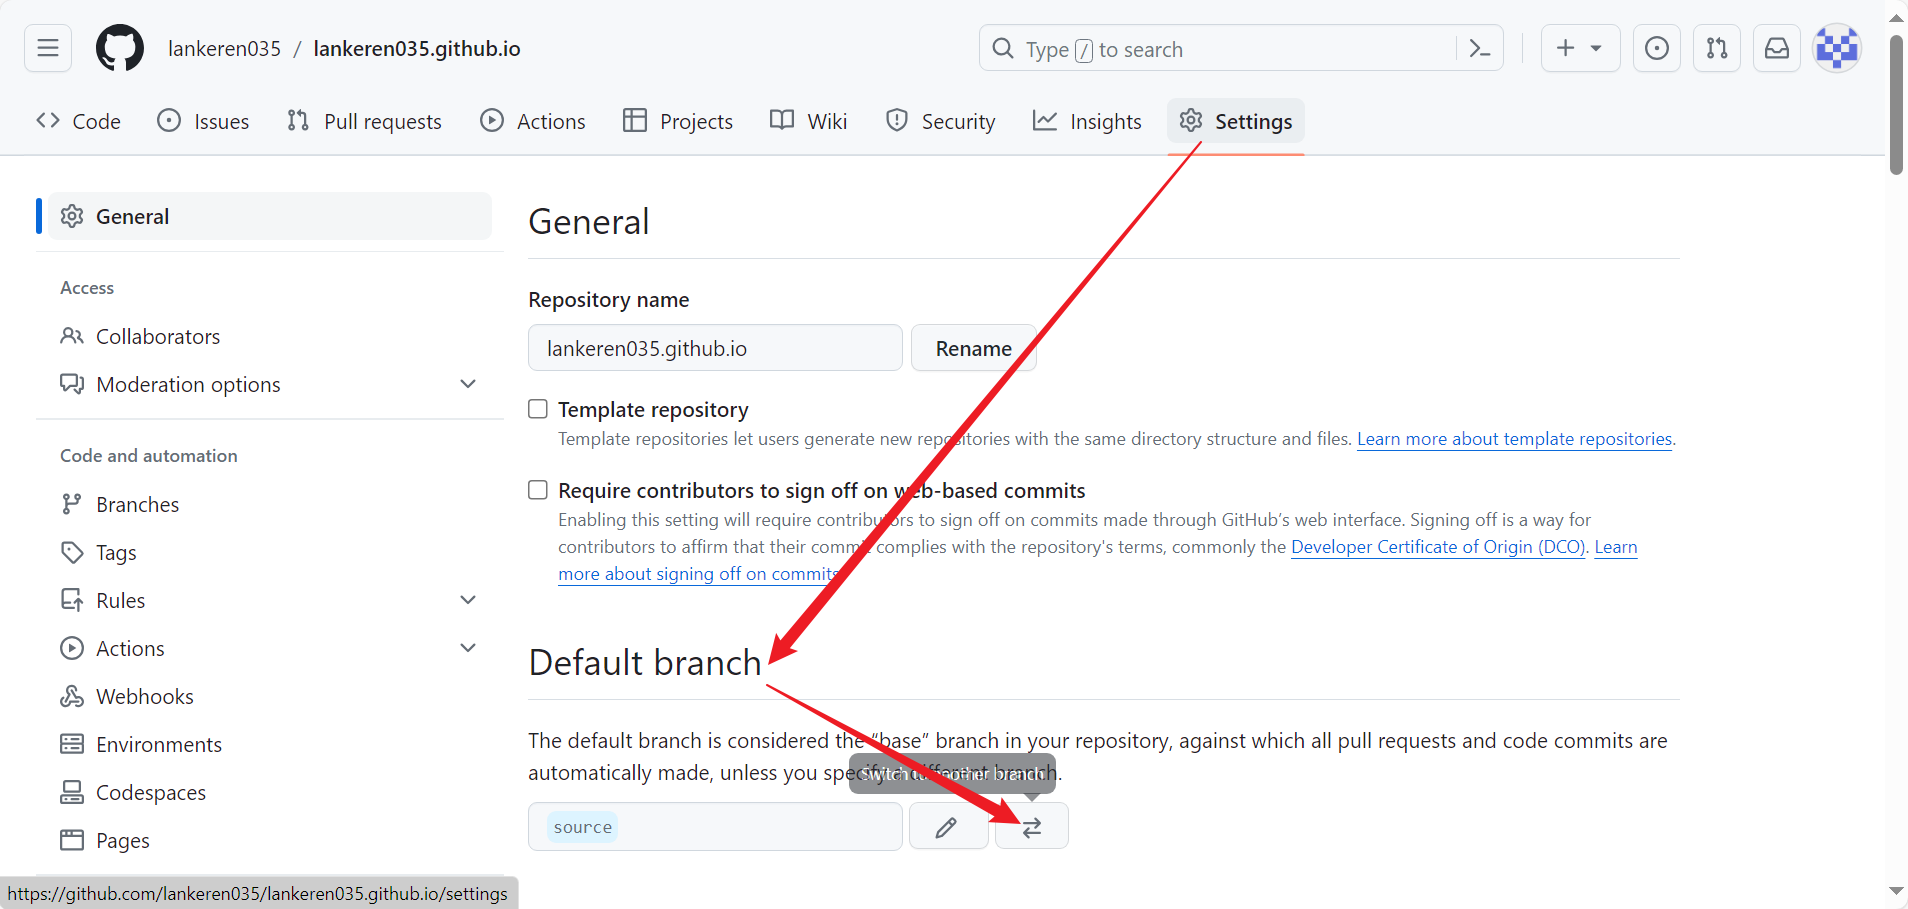 lankeren035 / lankeren035.github.io
Type / to search
Code Issues Pull requests Actions Projects Wiki Security Insights Settings
General
Access
Collaborators
Moderation options
Code and automation
Branches
Tags
Rules
Actions
Webhooks
Environments
Codespaces
Pages
General
Repository name
lankeren035.github.io Rename
Template repository
Template repositories let users generate new repositories with the same directory structure and files. Learn more about template repositories.
Require contributors to sign off on web-based commits
Enabling this setting will require contributors to sign off on commits made through GitHub’s web interface. Signing off is a way for
contributors to affirm that their commit complies with the repository's terms, commonly the Developer Certificate of Origin (DCO). Learn
more about signing off on commits
Default branch
The default branch is considered the “base” branch in your repository, against which all pull requests and code commits are
automatically made, unless you specify a different branch.
Switch to another branch
source
https://github.com/lankeren035/lankeren035.github.io/settings